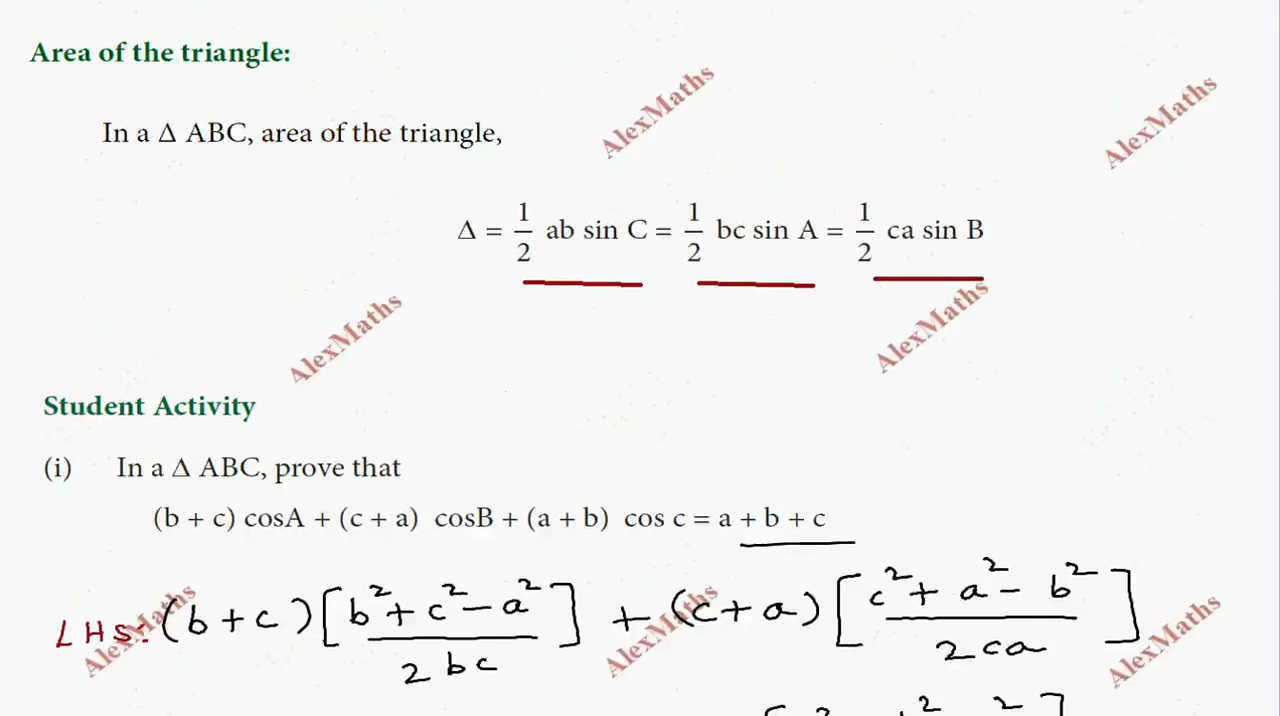 Area of the triangle:
AlexMaths
AlexMaths
In a Δ ABC, area of the triangle,
Δ = 1/2 ab sin C = 1/2 bc sin A = 1/2 ca sin B
AlexMaths
AlexMaths
Student Activity
(i) In a Δ ABC, prove that
(b + c) cosA + (c + a) cosB + (a + b) cos c = a + b + c
LHS: (b+c)[b²+c²-a²/2bc] + (c+a)[c²+a²-b²/2ca]
AlexMaths
AlexMaths
AlexMaths